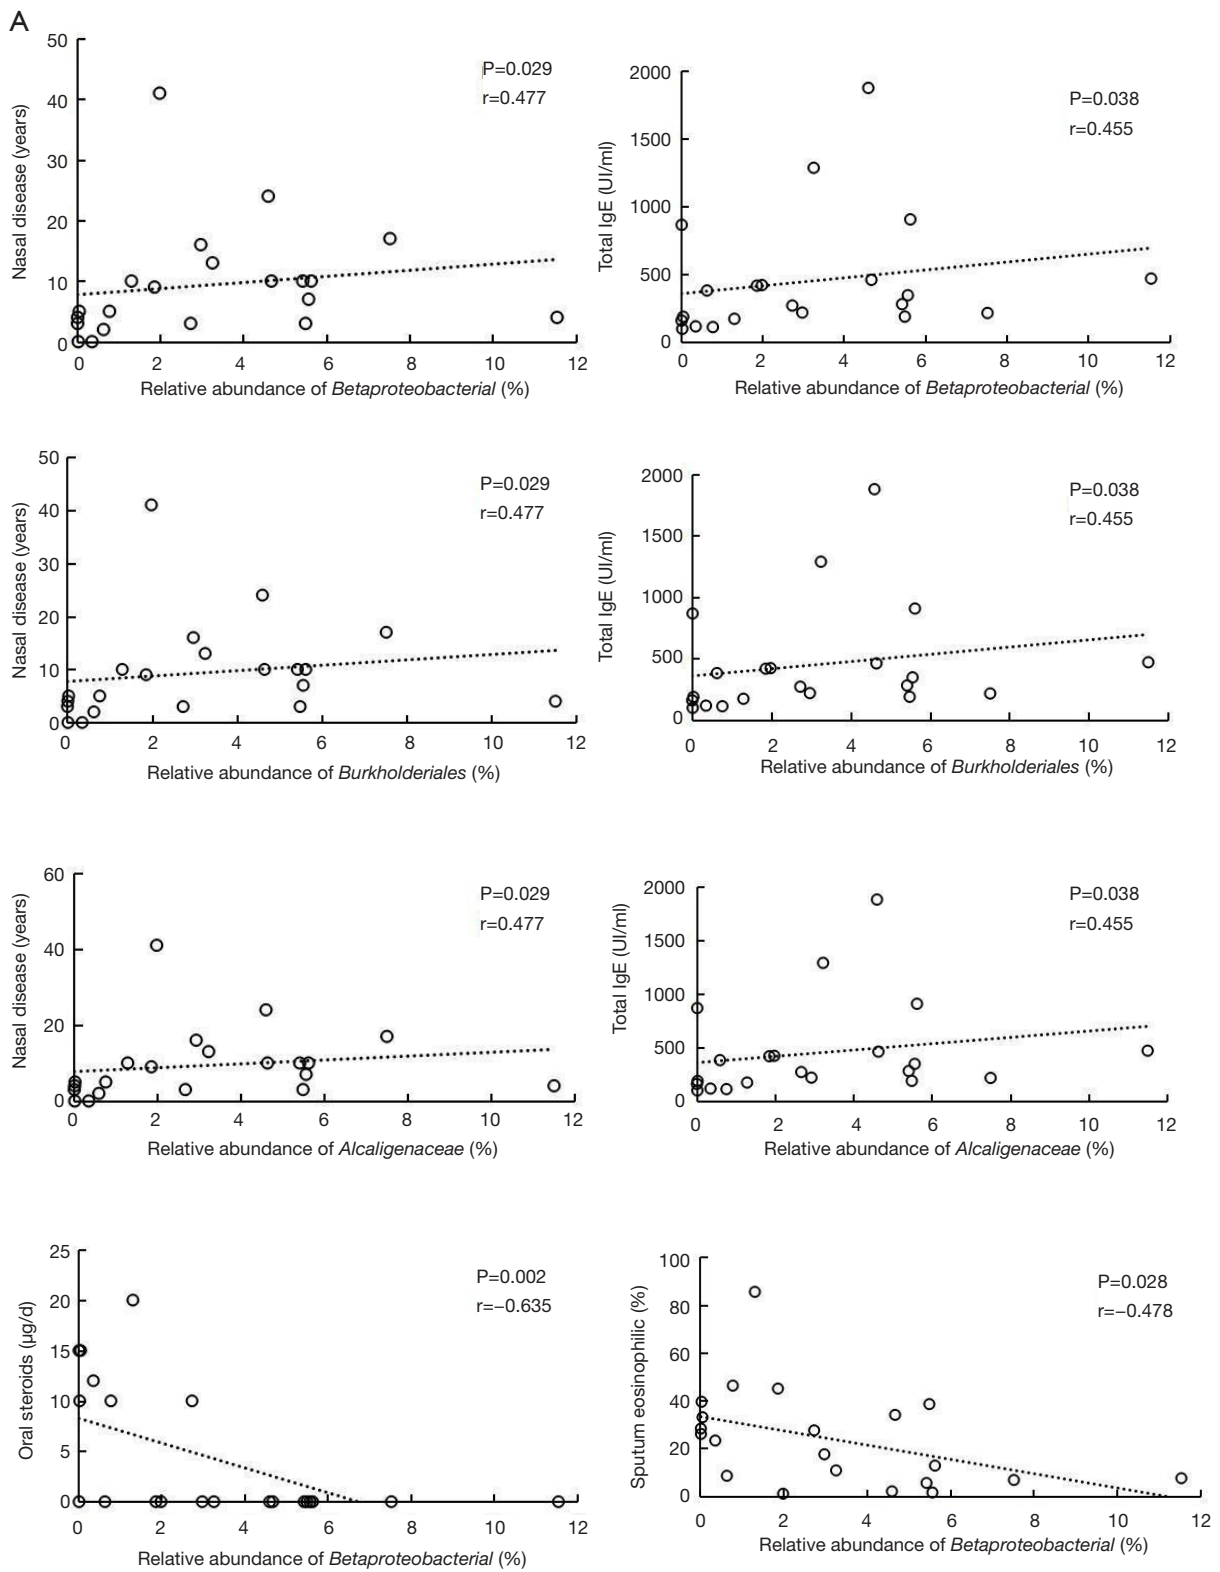 A
50
40
30
20
10
0
Nasal disease (years)
P=0.029
r=0.477
0 2 4 6 8 10 12
Relative abundance of Betaproteobacterial (%)
2000
1500
1000
500
0
Total IgE (UI/ml)
P=0.038
r=0.455
0 2 4 6 8 10 12
Relative abundance of Betaproteobacterial (%)
50
40
30
20
10
0
Nasal disease (years)
P=0.029
r=0.477
0 2 4 6 8 10 12
Relative abundance of Burkholderiales (%)
2000
1500
1000
500
0
Total IgE (UI/ml)
P=0.038
r=0.455
0 2 4 6 8 10 12
Relative abundance of Burkholderiales (%)
60
40
20
0
Nasal disease (years)
P=0.029
r=0.477
0 2 4 6 8 10 12
Relative abundance of Alcaligenaceae (%)
2000
1500
1000
500
0
Total IgE (UI/ml)
P=0.038
r=0.455
0 2 4 6 8 10 12
Relative abundance of Alcaligenaceae (%)
25
20
15
10
5
0
Oral steroids (μg/d)
P=0.002
r=−0.635
0 2 4 6 8 10 12
Relative abundance of Betaproteobacterial (%)
100
80
60
40
20
0
Sputum eosinophilic (%)
P=0.028
r=−0.478
0 2 4 6 8 10 12
Relative abundance of Betaproteobacterial (%)